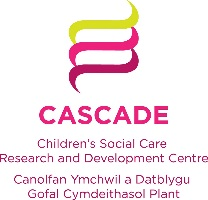 CASCADE
Children's Social Care
Research and Development Centre
Canolfan Ymchwil a Datblygu
Gofal Cymdeithasol Plant